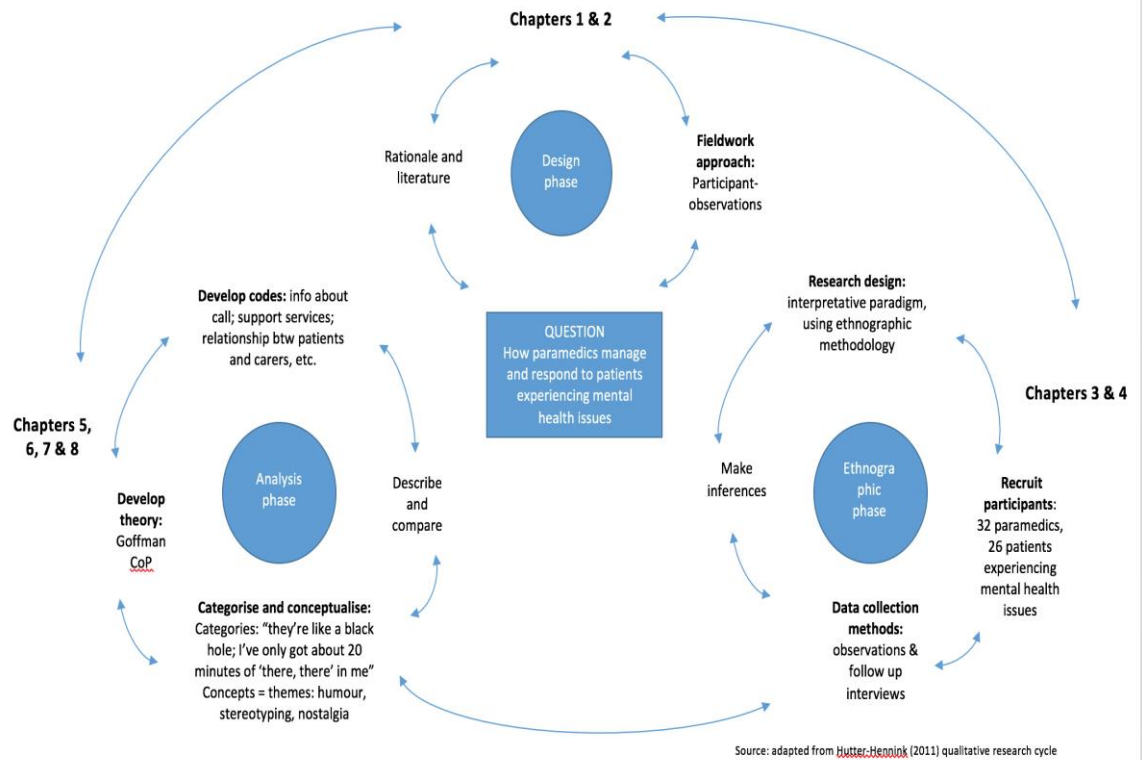 Chapters 1 & 2
Design
phase
Rationale and
literature
Fieldwork
approach:
Participant-
observations
QUESTION
How paramedics manage
and respond to patients
experiencing mental
health issues
Chapters 5,
6, 7 & 8
Develop codes: info about
call; support services;
relationship btw patients
and carers, etc.
Analysis
phase
Develop
theory:
Goffman
CoP
Describe
and
compare
Categorise and conceptualise:
Categories: “they’re like a black
hole; I’ve only got about 20
minutes of ‘there, there’ in me”
Concepts = themes: humour,
stereotyping, nostalgia
Research design:
interpretative paradigm,
using ethnographic
methodology
Chapters 3 & 4
Make
inferences
Ethnogra
phic
phase
Recruit
participants:
32 paramedics,
26 patients
experiencing
mental health
issues
Data collection
methods:
observations &
follow up
interviews
Source: adapted from Hutter-Hennink (2011) qualitative research cycle